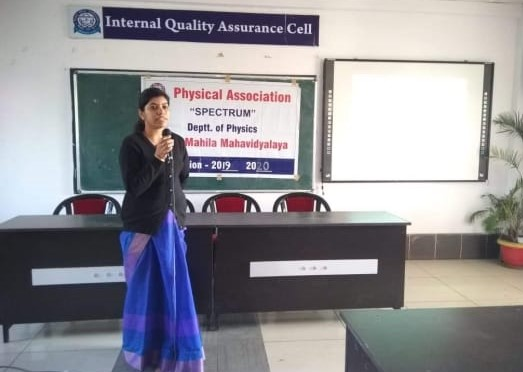 Internal Quality Assurance Cell
Physical Association
"SPECTRUM"
Deptt. of Physics
Mahila Mahavidyalaya
ion - 2019 2020